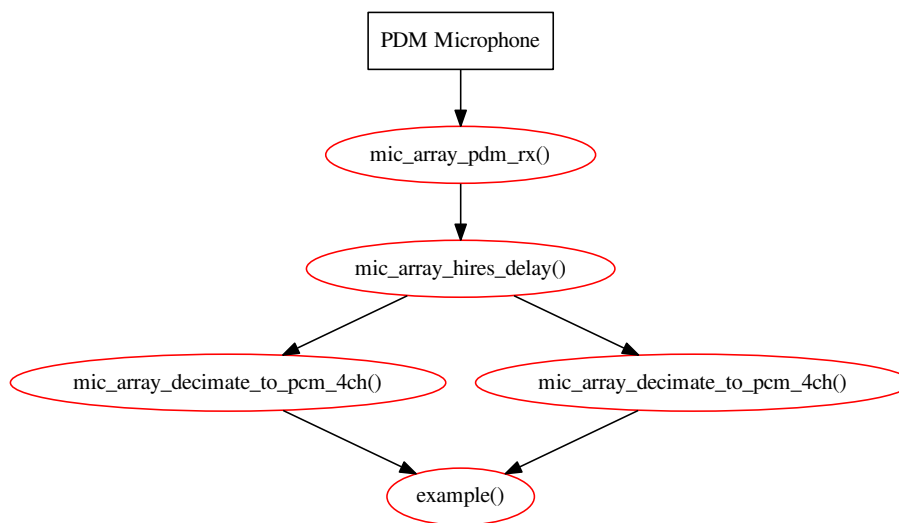 PDM Microphone
mic_array_pdm_rx()
mic_array_hires_delay()
mic_array_decimate_to_pcm_4ch()
mic_array_decimate_to_pcm_4ch()
example()